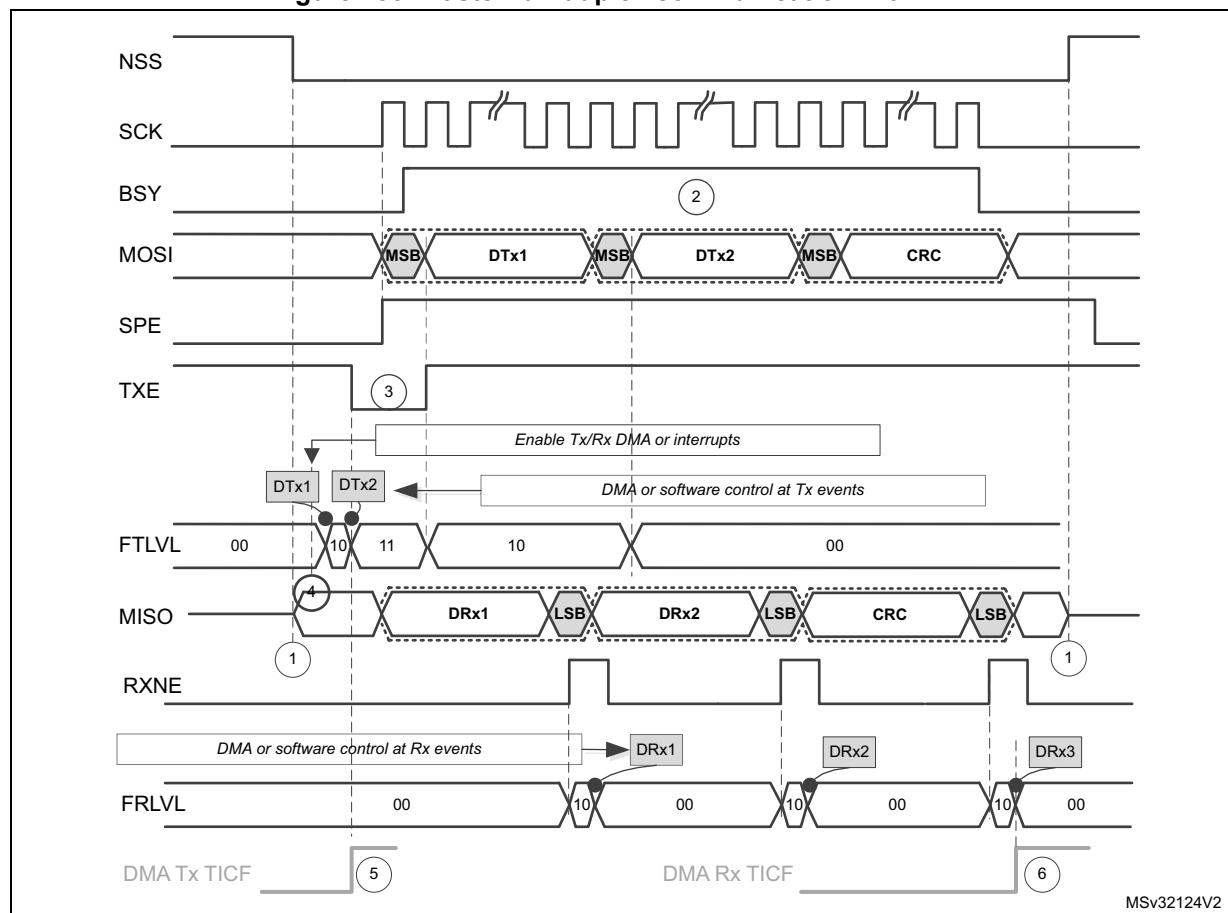 NSS
SCK
BSY
2
MOSI
MSB DTx1 MSB DTx2 MSB CRC
SPE
TXE
3
Enable Tx/Rx DMA or interrupts
DTx1 DTx2
DMA or software control at Tx events
FTLVL 00 10 11 10 00
4
MISO DRx1 LSB DRx2 LSB CRC LSB
1 1
RXNE
DMA or software control at Rx events DRx1 DRx2 DRx3
FRLVL 00 10 00 10 00 10 00
DMA Tx TICF 5 DMA Rx TICF 6
MSv32124V2